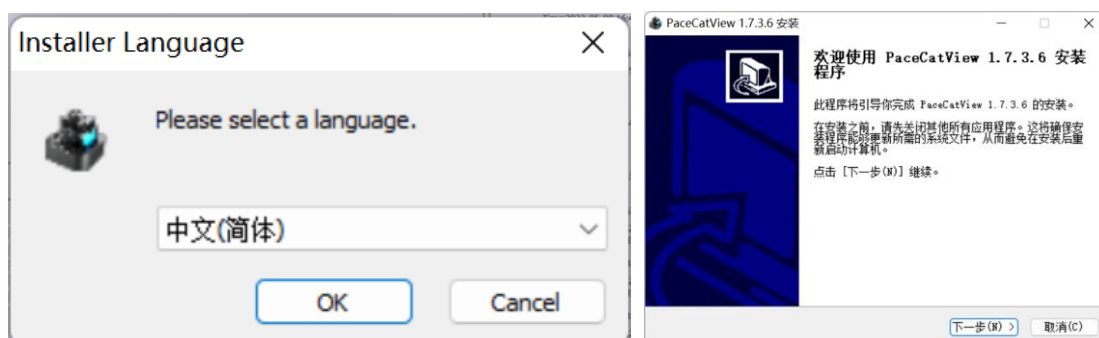 Installer Language
Please select a language.
中文(简体)
OK
Cancel
PaceCatView 1.7.3.6 安装
欢迎使用 PaceCatView 1.7.3.6 安装
程序
此程序将引导你完成 PaceCatView 1.7.3.6 的安装。
在安装之前，请先关闭其他所有应用程序。这将确保安
装程序能够更新所需的系统文件，从而避免在安装后重
新启动计算机。
点击 [下一步(N)] 继续。
下一步(N) >
取消(C)